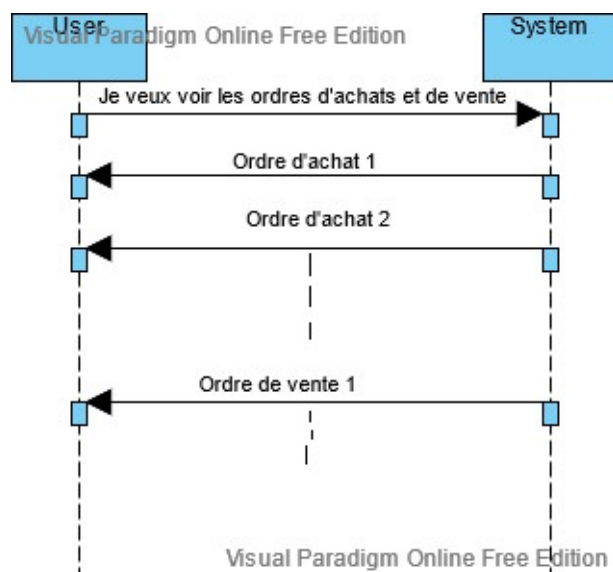 User
System
Visual Paradigm Online Free Edition
Je veux voir les ordres d'achats et de vente
Ordre d'achat 1
Ordre d'achat 2
Ordre de vente 1
Visual Paradigm Online Free Edition